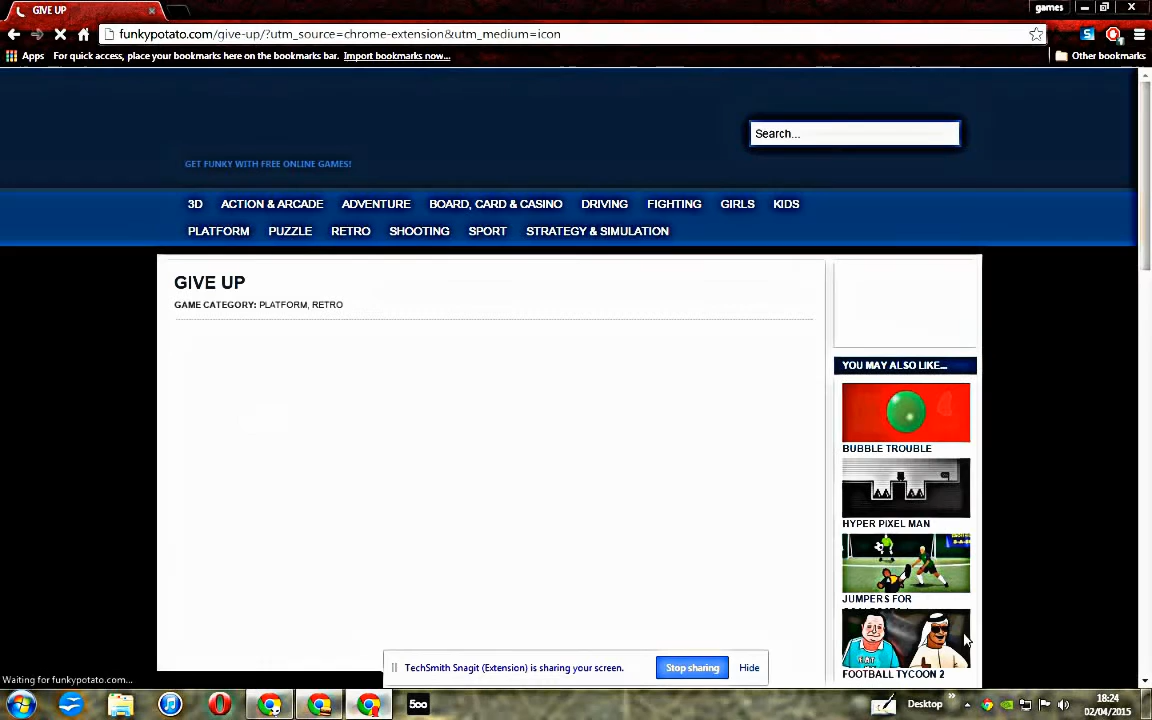 GIVE UP
games
funkypotato.com/give-up/?utm_source=chrome-extension&utm_medium=icon
Apps For quick access, place your bookmarks here on the bookmarks bar. Import bookmarks now... Other bookmarks
Search...
GET FUNKY WITH FREE ONLINE GAMES!
3D ACTION & ARCADE ADVENTURE BOARD, CARD & CASINO DRIVING FIGHTING GIRLS KIDS
PLATFORM PUZZLE RETRO SHOOTING SPORT STRATEGY & SIMULATION
GIVE UP
GAME CATEGORY: PLATFORM, RETRO
YOU MAY ALSO LIKE...
BUBBLE TROUBLE
HYPER PIXEL MAN
JUMPERS FOR
FOOTBALL TYCOON 2
TechSmith Snagit (Extension) is sharing your screen. Stop sharing Hide
Waiting for funkypotato.com...
5oo
Desktop
18:24
02/04/2015